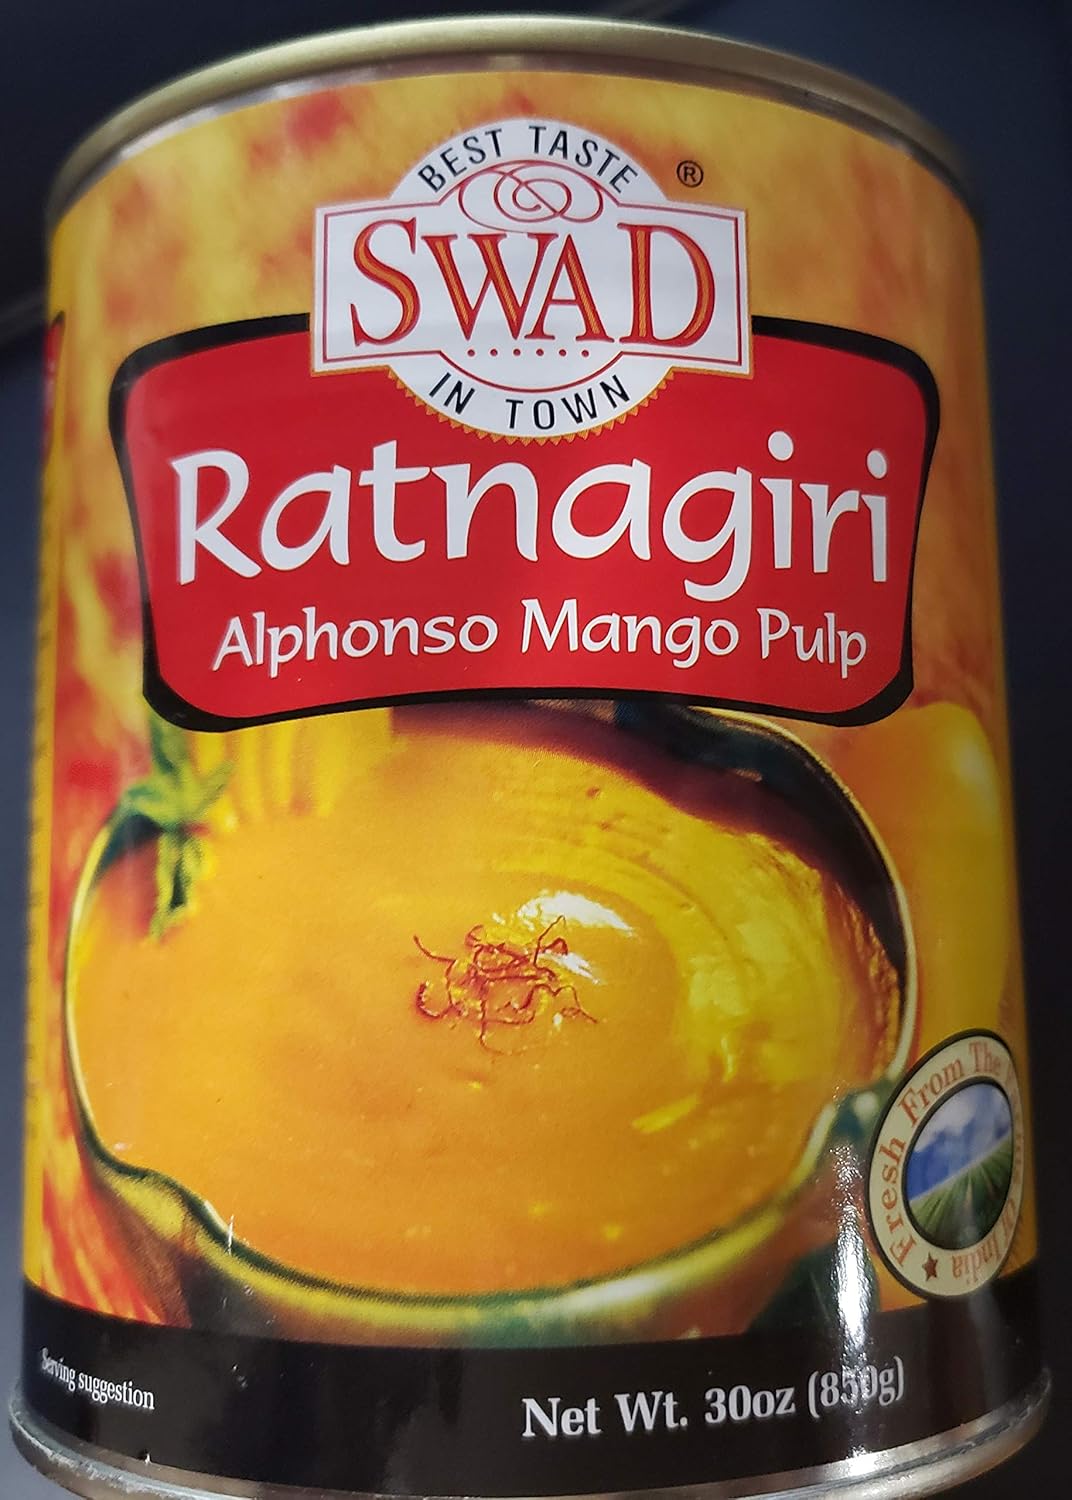 BEST TASTE
®
SWAD
IN TOWN
Ratnagiri
Alphonso Mango Pulp
Fresh From The
Of India
Serving suggestion
Net Wt. 30oz (850g)